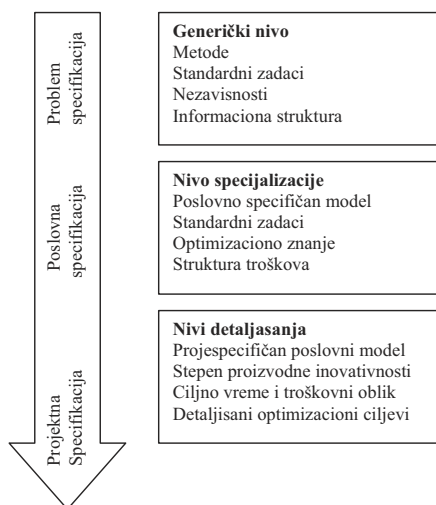 Problem
specifikacija
Generički nivo
Metode
Standardni zadaci
Nezavisnosti
Informaciona struktura
Poslovna
specifikacija
Nivo specijalizacije
Poslovno specifičan model
Standardni zadaci
Optimizaciono znanje
Struktura troškova
Projektna
Specifikacija
Nivi detaljasanja
Projespecifičan poslovni model
Stepen proizvodne inovativnosti
Ciljno vreme i troškovni oblik
Detaljisani optimizacioni ciljevi